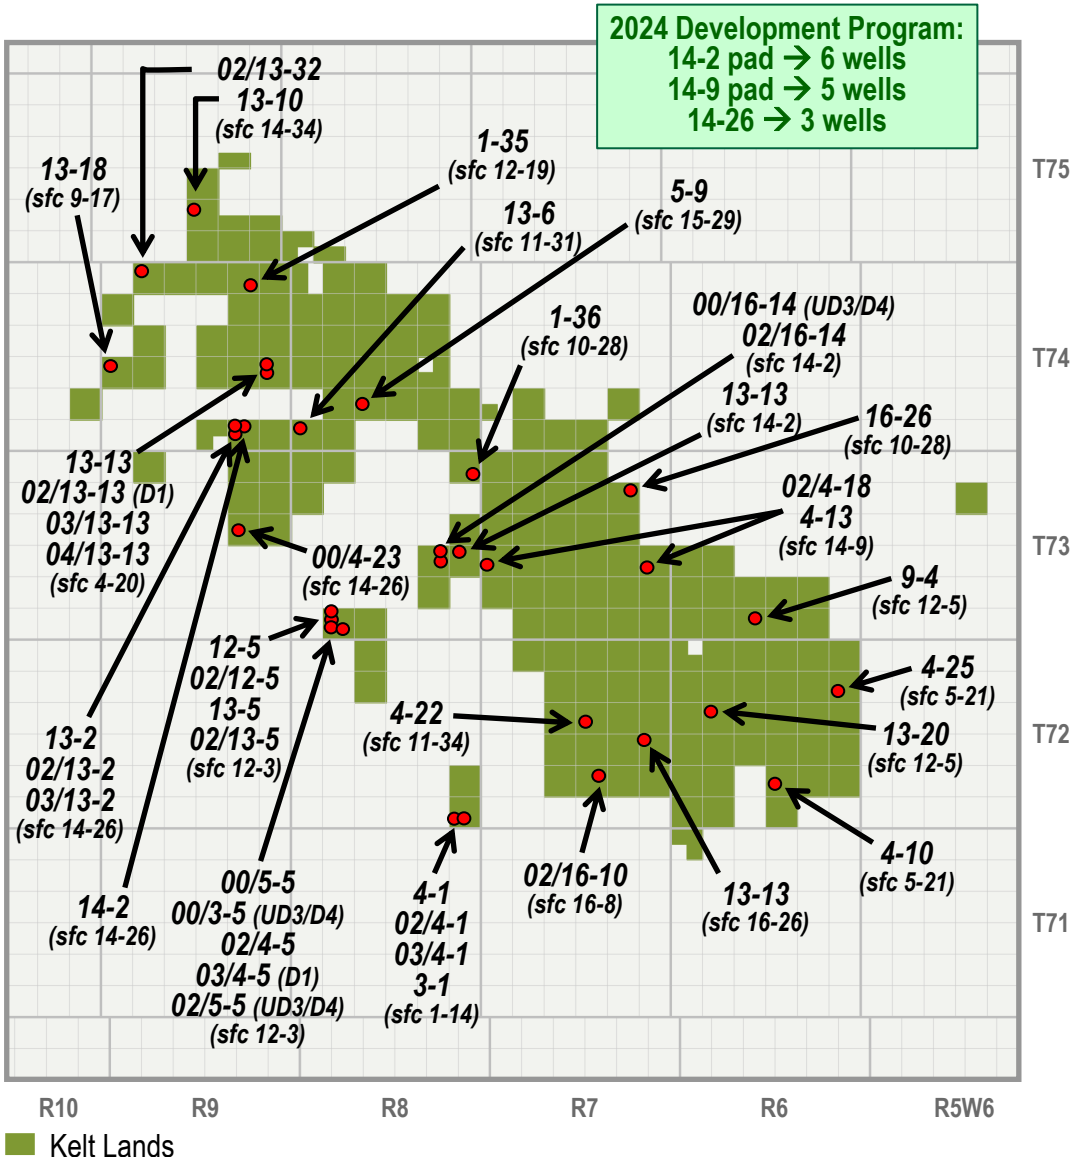 2024 Development Program:
14-2 pad → 6 wells
14-9 pad → 5 wells
14-26 → 3 wells
02/13-32
13-10
(sfc 14-34)
13-18
(sfc 9-17)
1-35
(sfc 12-19)
13-6
(sfc 11-31)
5-9
(sfc 15-29)
1-36
(sfc 10-28)
00/16-14 (UD3/D4)
02/16-14
(sfc 14-2)
13-13
(sfc 14-2)
16-26
(sfc 10-28)
02/4-18
4-13
(sfc 14-9)
13-13
02/13-13 (D1)
03/13-13
04/13-13
(sfc 4-20)
00/4-23
(sfc 14-26)
9-4
(sfc 12-5)
12-5
02/12-5
13-5
02/13-5
(sfc 12-3)
4-25
(sfc 5-21)
4-22
(sfc 11-34)
13-20
(sfc 12-5)
13-2
02/13-2
03/13-2
(sfc 14-26)
4-10
(sfc 5-21)
14-2
(sfc 14-26)
00/5-5
00/3-5 (UD3/D4)
02/4-5
03/4-5 (D1)
02/5-5 (UD3/D4)
(sfc 12-3)
4-1
02/4-1
03/4-1
3-1
(sfc 1-14)
02/16-10
(sfc 16-8)
13-13
(sfc 16-26)
T75
T74
T73
T72
T71
R10
R9
R8
R7
R6
R5W6
Kelt Lands